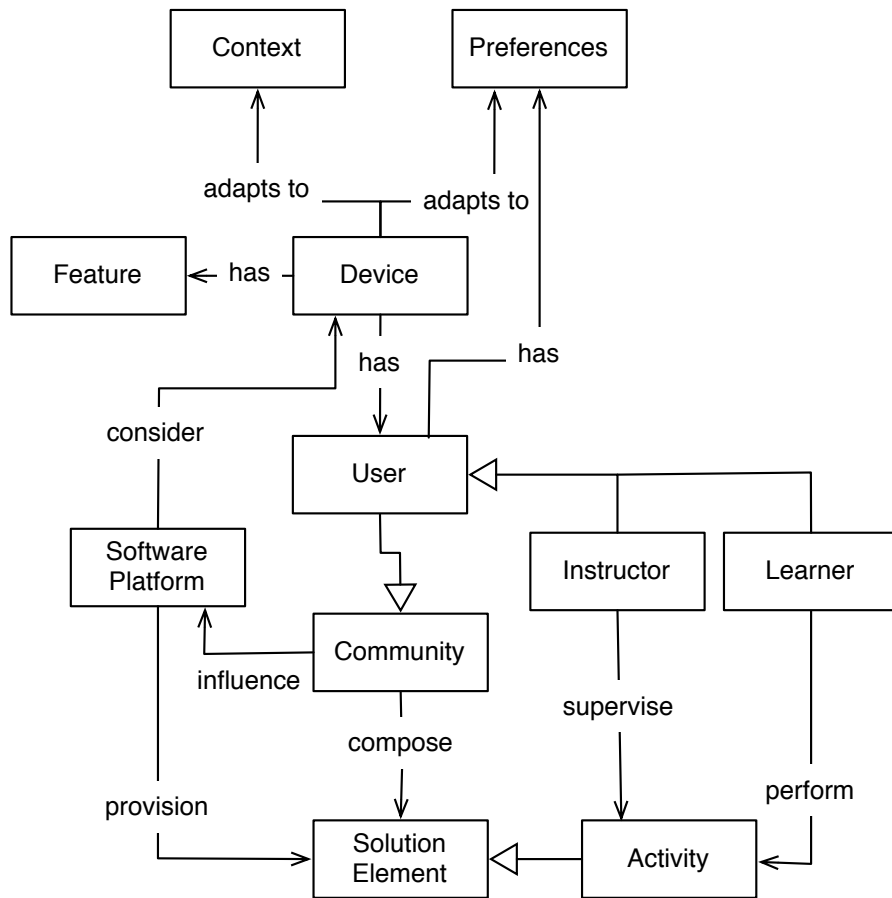 Context
Preferences
adapts to
adapts to
Feature
has
Device
has
has
consider
User
Software
Platform
Instructor
Learner
Community
influence
supervise
compose
provision
perform
Solution
Element
Activity